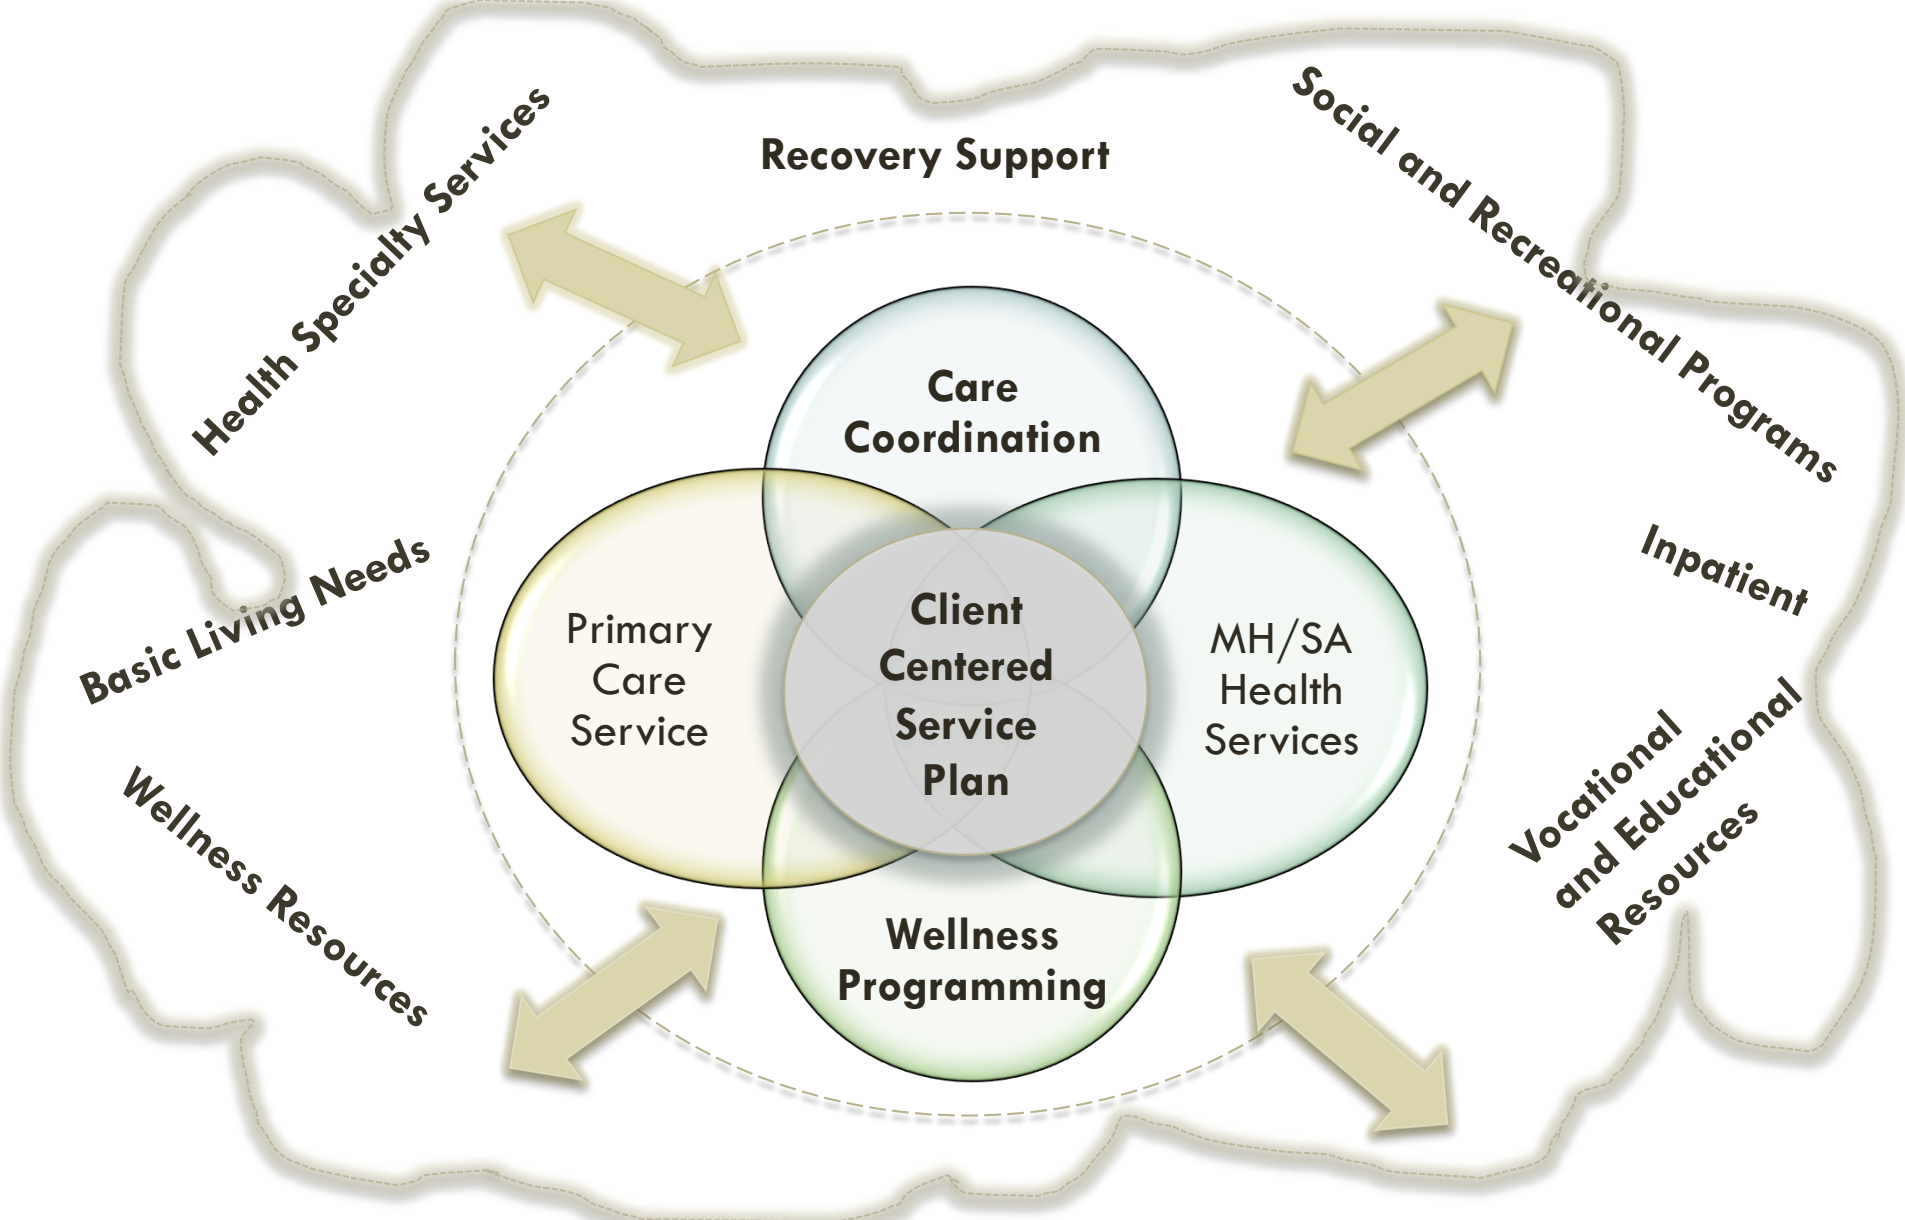 Recovery Support
Social and Recreational Programs
Health Specialty Services
Care
Coordination
Basic Living Needs
Inpatient
Primary
Care
Service
Client
Centered
Service
Plan
MH/SA
Health
Services
Wellness Resources
Vocational
and Educational
Resources
Wellness
Programming